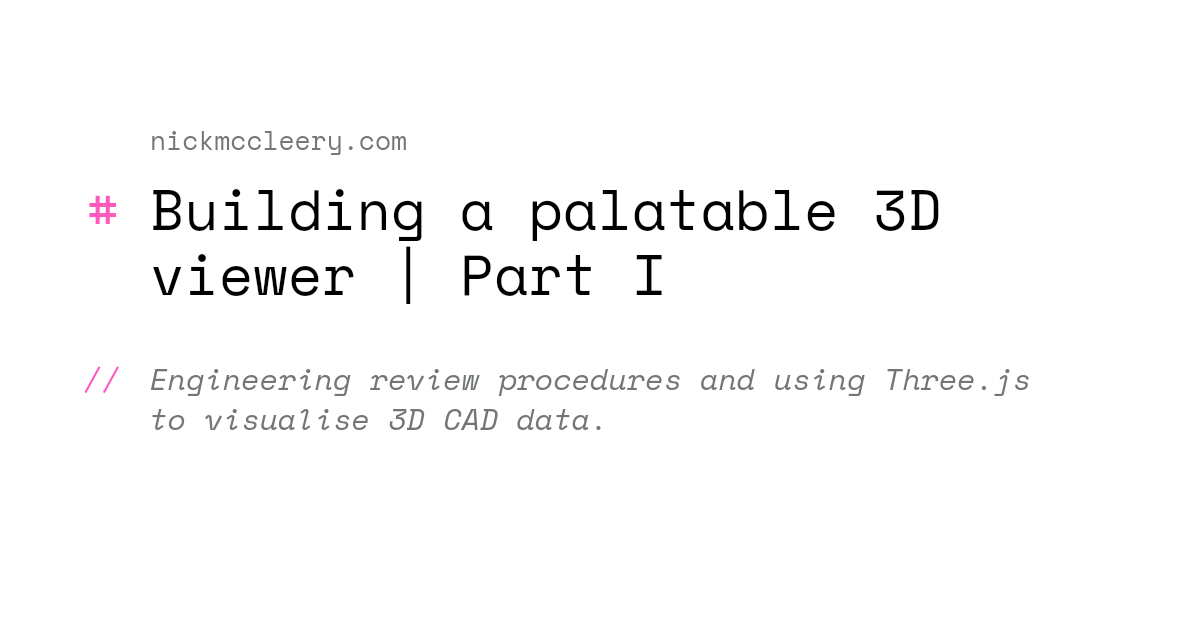 nickmccleery.com
# Building a palatable 3D
viewer | Part I
// Engineering review procedures and using Three.js
to visualise 3D CAD data.